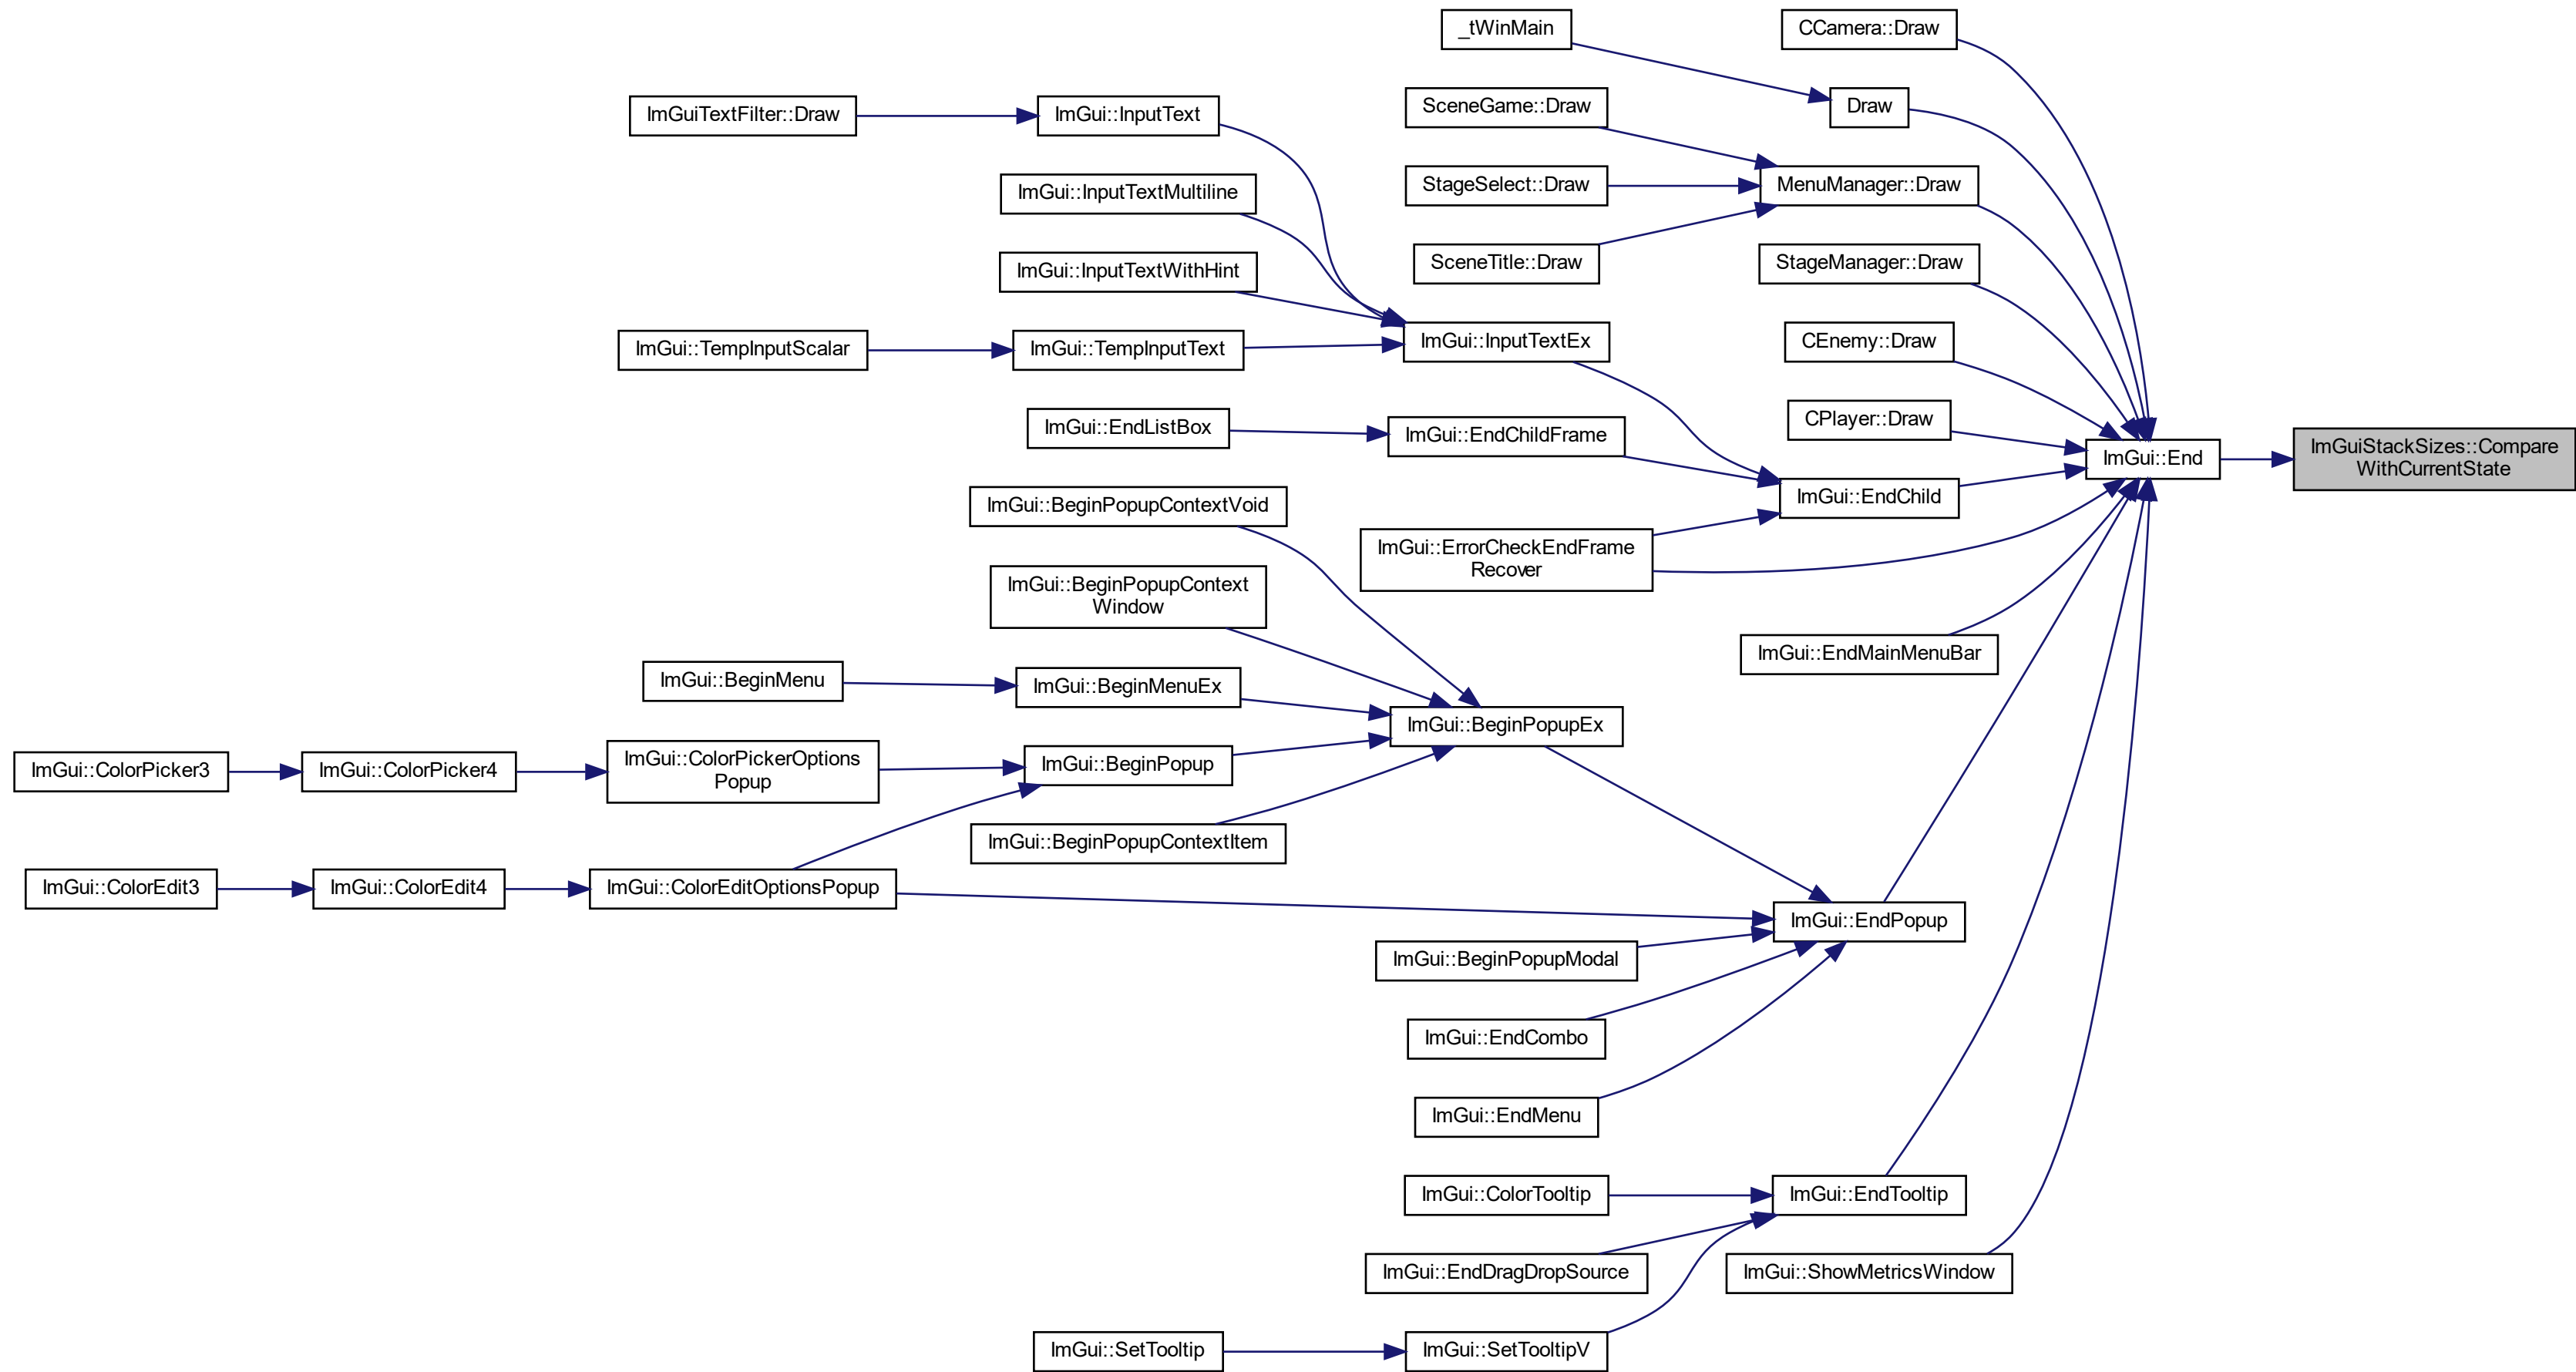 _tWinMain
CCamera::Draw
ImGuiTextFilter::Draw
ImGui::InputText
SceneGame::Draw
Draw
ImGui::InputTextMultiline
StageSelect::Draw
MenuManager::Draw
ImGui::InputTextWithHint
SceneTitle::Draw
StageManager::Draw
ImGui::TempInputScalar
ImGui::TempInputText
ImGui::InputTextEx
CEnemy::Draw
ImGui::EndListBox
ImGui::EndChildFrame
CPlayer::Draw
ImGui::End
ImGuiStackSizes::Compare
WithCurrentState
ImGui::BeginPopupContextVoid
ImGui::EndChild
ImGui::ErrorCheckEndFrame
Recover
ImGui::BeginPopupContext
Window
ImGui::EndMainMenuBar
ImGui::BeginMenu
ImGui::BeginMenuEx
ImGui::BeginPopupEx
ImGui::ColorPicker3
ImGui::ColorPicker4
ImGui::ColorPickerOptions
Popup
ImGui::BeginPopup
ImGui::BeginPopupContextItem
ImGui::ColorEdit3
ImGui::ColorEdit4
ImGui::ColorEditOptionsPopup
ImGui::EndPopup
ImGui::BeginPopupModal
ImGui::EndCombo
ImGui::EndMenu
ImGui::ColorTooltip
ImGui::EndTooltip
ImGui::EndDragDropSource
ImGui::ShowMetricsWindow
ImGui::SetTooltip
ImGui::SetTooltipV